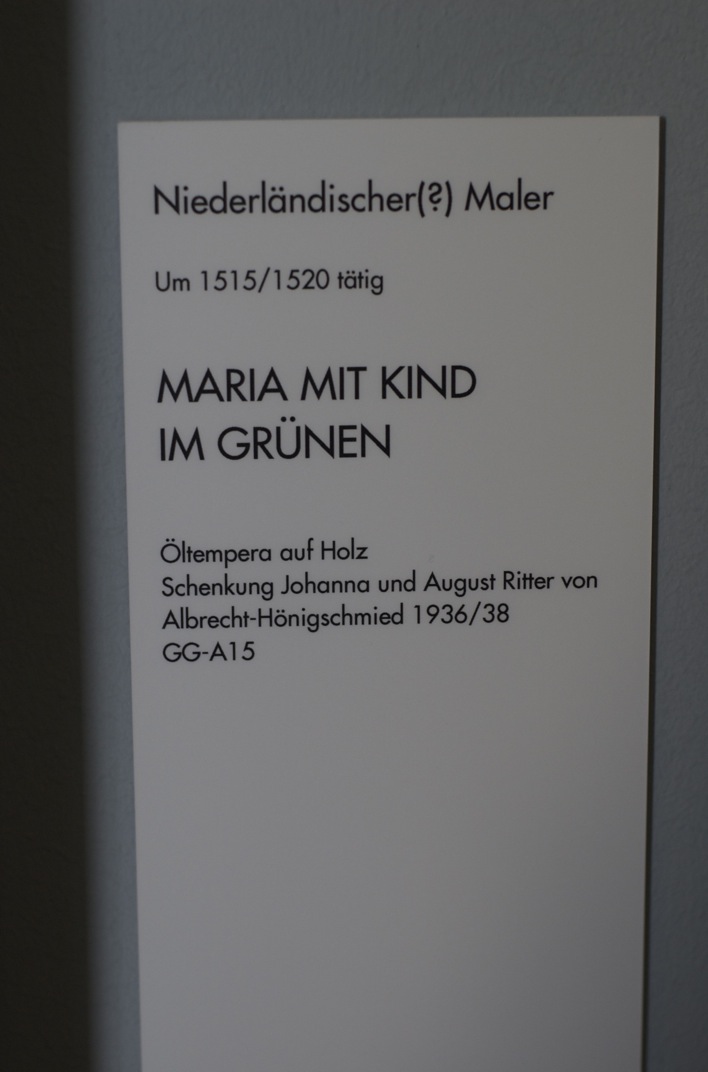 Niederländischer(?) Maler
Um 1515/1520 tätig
MARIA MIT KIND
IM GRÜNEN
Öltempera auf Holz
Schenkung Johanna und August Ritter von
Albrecht-Hönigschmied 1936/38
GG-A15